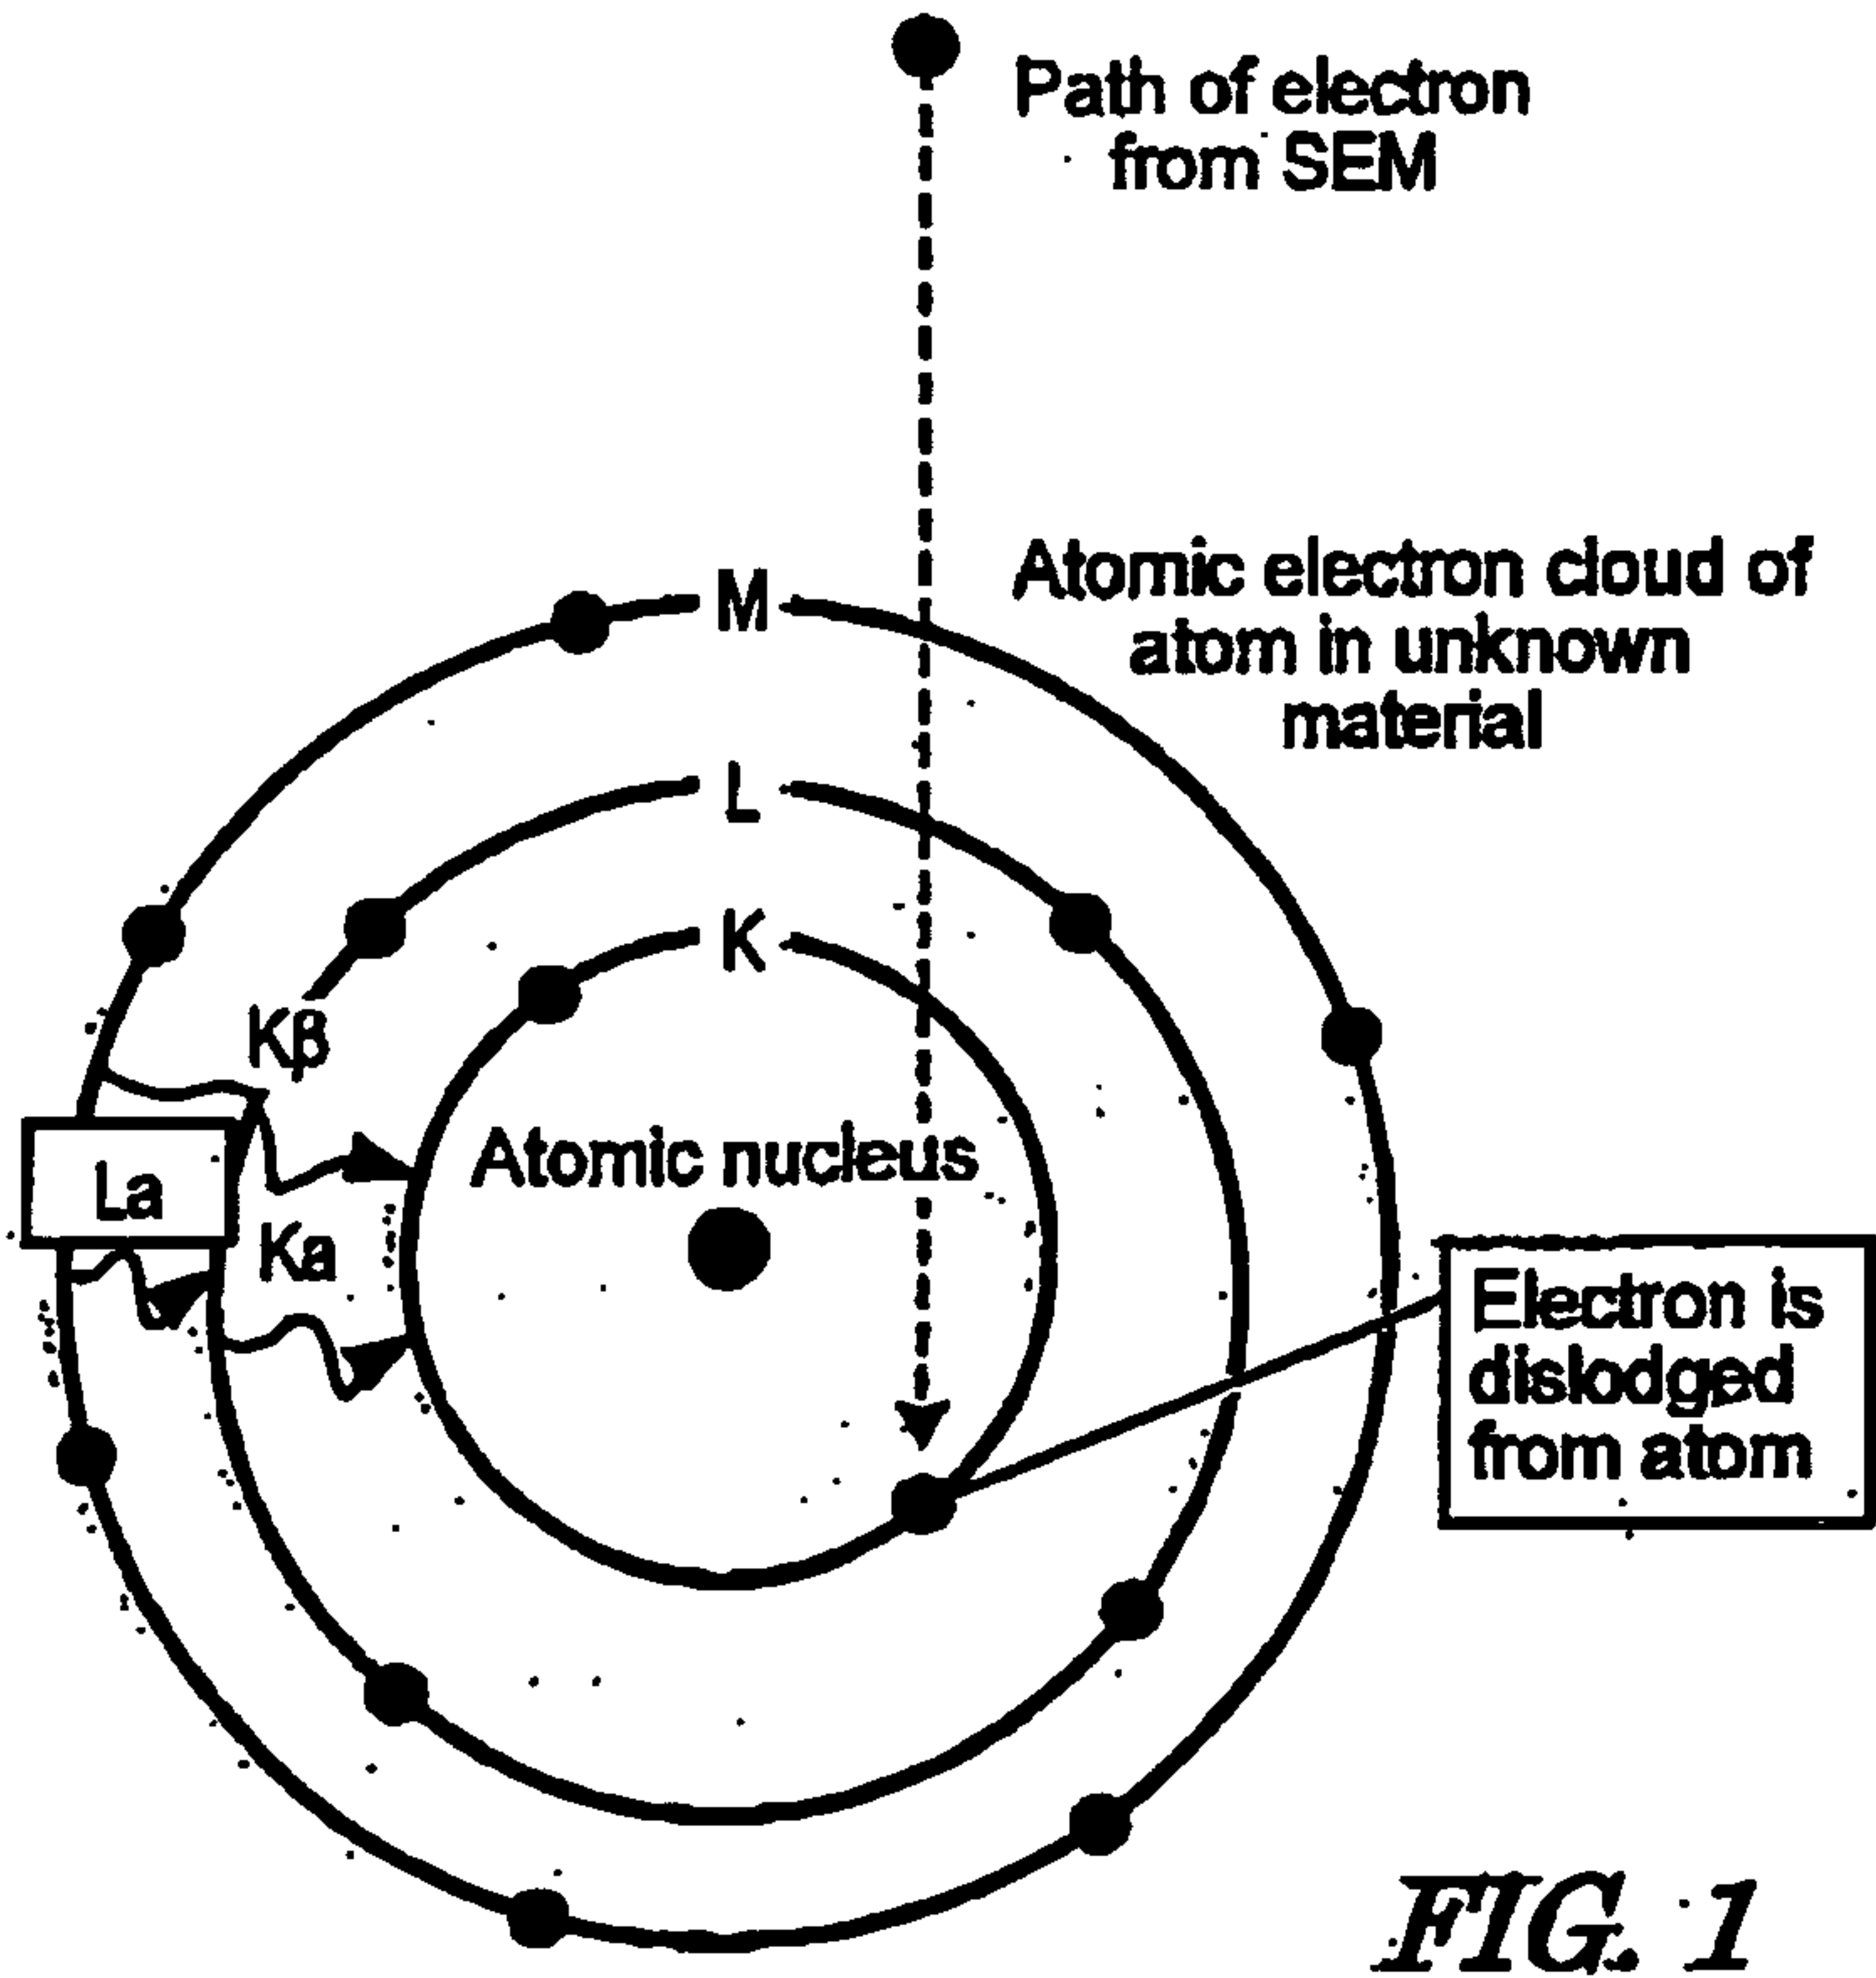 Path of electron
from SEM
Atomic electron cloud of
atom in unknown
material
M
L
K
Kβ
Atomic nucleus
La
Ka
Electron is
dislodged
from atom
FIG. 1